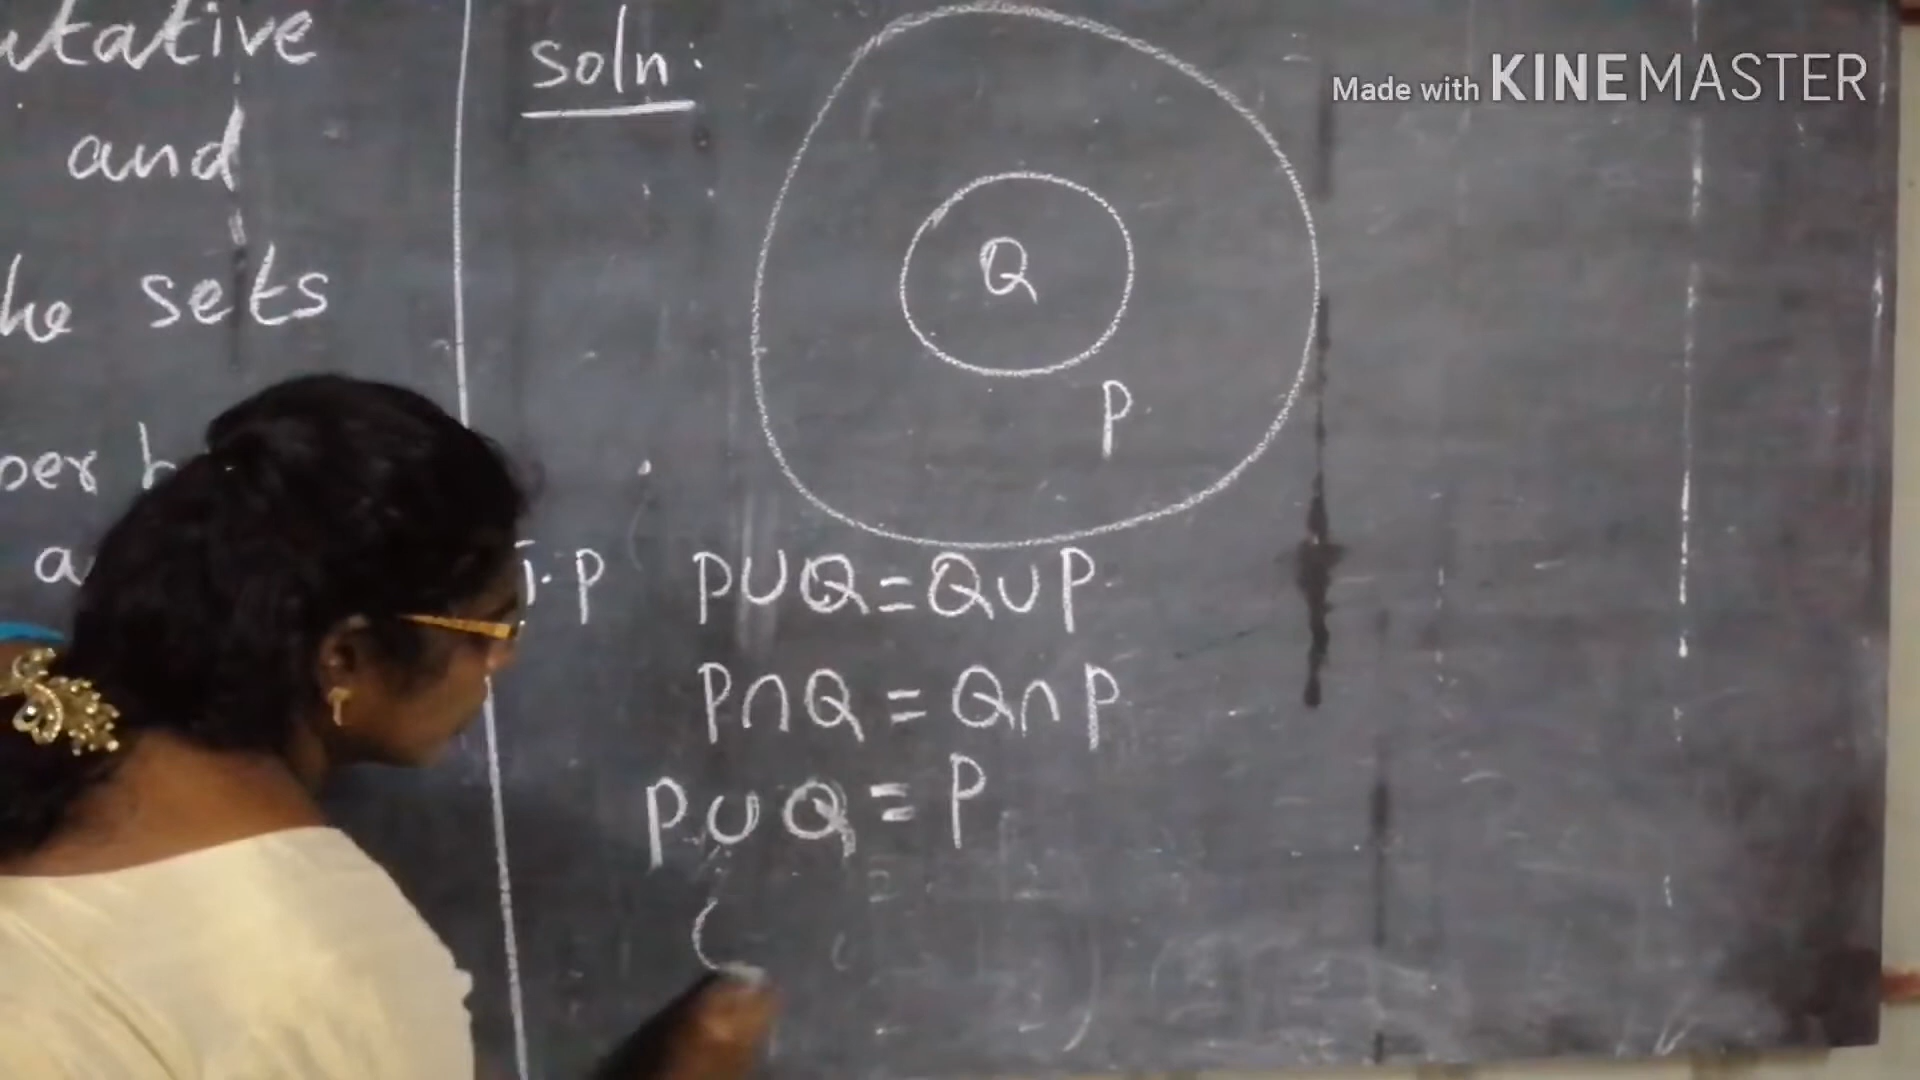 utative
and
he sets
per
a
Soln:
Q
P
T.P P∪Q=Q∪P
P∩Q = Q∩P
P∪Q = P
Made with KINEMASTER